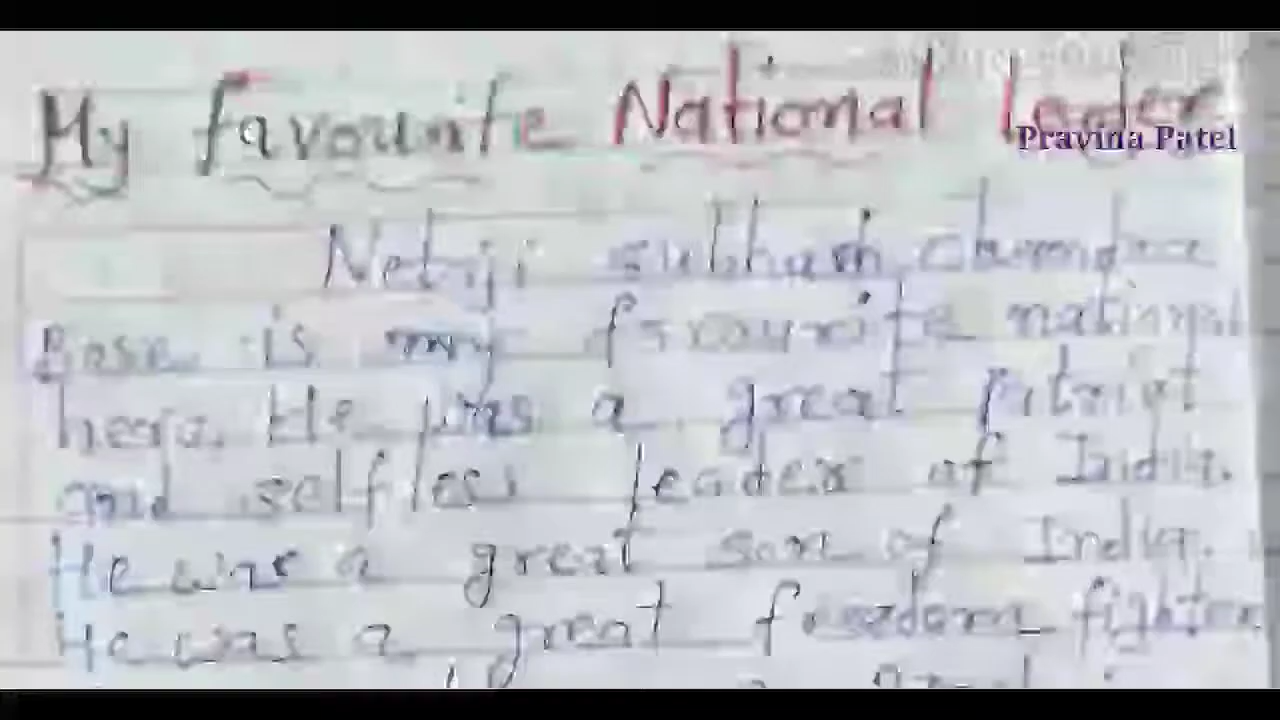 My favourite National Leader
Pravina Patel
Netaji subhash chandra
Bose is my favourite national
hero. He was a great patriot
and selfless leader of India.
He was a great son of India.
He was a great freedom fighter